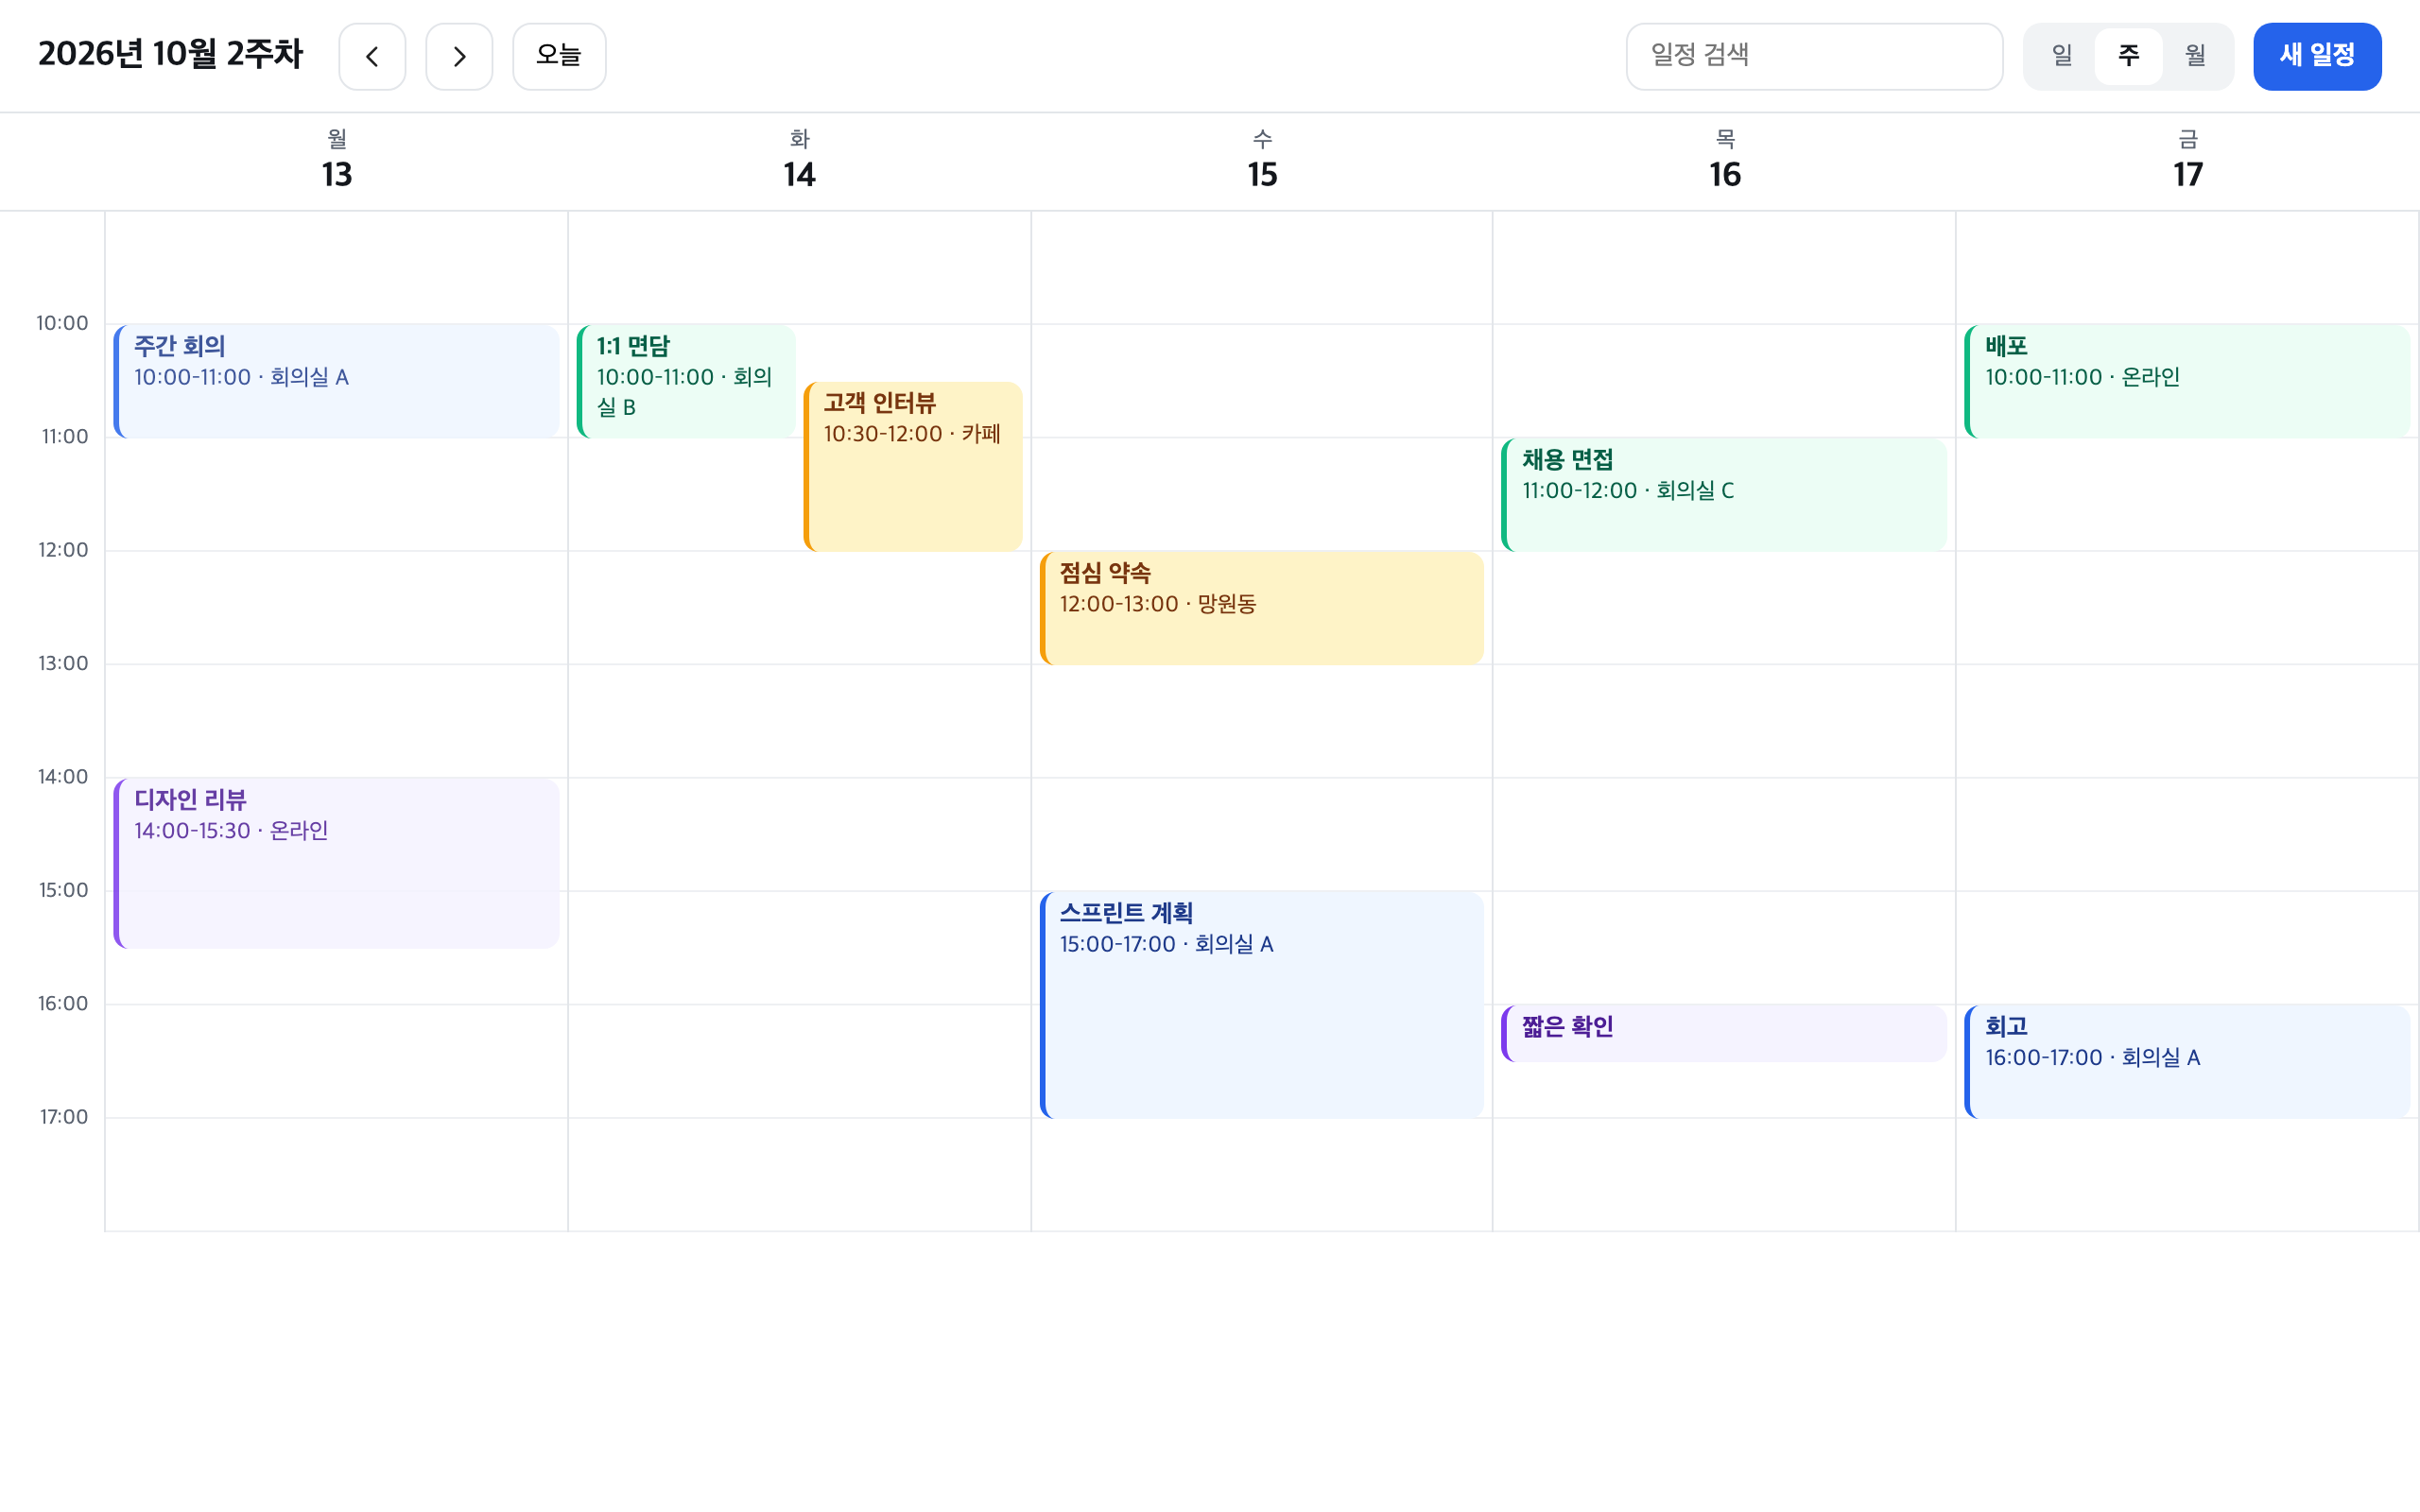 2026년 10월 2주차
오늘
일정 검색
일
주
월
새 일정
월
13
화
14
수
15
목
16
금
17
10:00
11:00
12:00
13:00
14:00
15:00
16:00
17:00
주간 회의
10:00-11:00 · 회의실 A
디자인 리뷰
14:00-15:30 · 온라인
1:1 면담
10:00-11:00 · 회의
실 B
고객 인터뷰
10:30-12:00 · 카페
점심 약속
12:00-13:00 · 망원동
스프린트 계획
15:00-17:00 · 회의실 A
채용 면접
11:00-12:00 · 회의실 C
짧은 확인
배포
10:00-11:00 · 온라인
회고
16:00-17:00 · 회의실 A